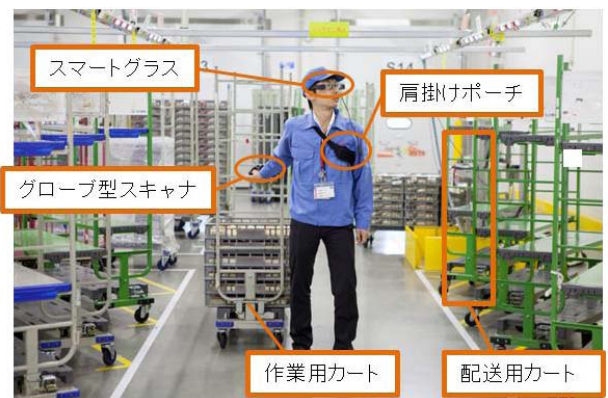 スマートグラス
肩掛けポーチ
グローブ型スキャナ
作業用カート
配送用カート